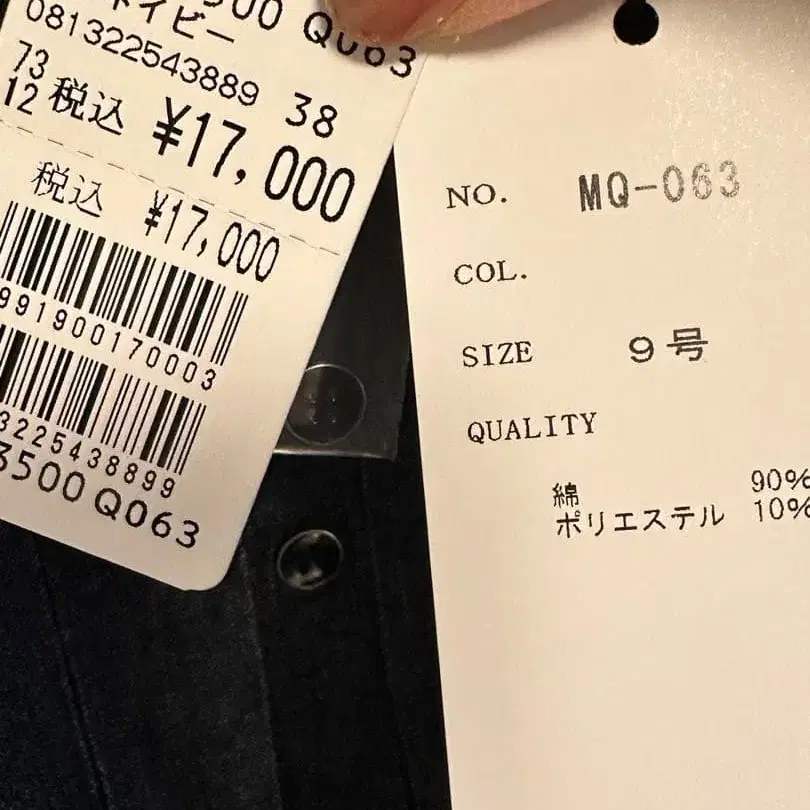 ネイビー
500 Q063
081322543889 38
73
12 税込 ¥17,000
税込 ¥17,000
991900170003
3225438899
3500 Q063
NO. MQ-063
COL.
SIZE 9号
QUALITY
綿 90%
ポリエステル 10%